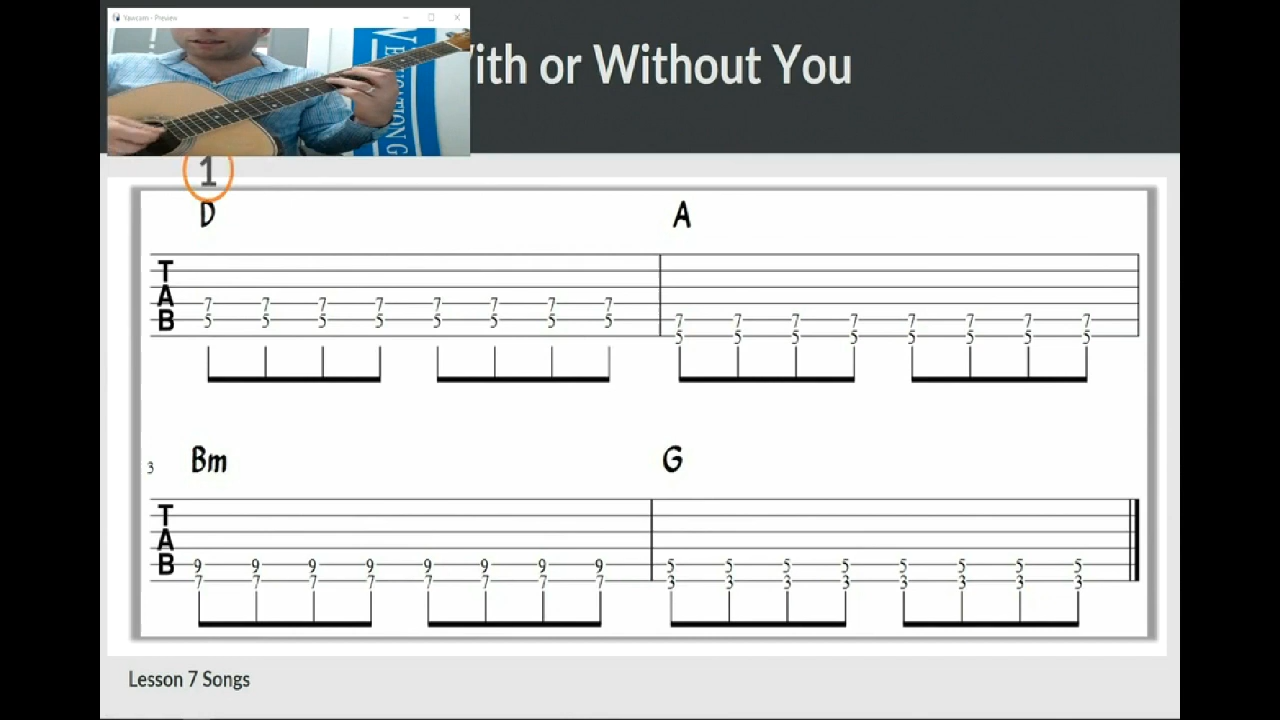 Yawcam - Preview
ith or Without You
EDUCATION G
1
D A
T
A
B
7 7 7 7 7 7 7 7
5 5 5 5 5 5 5 5
7 7 7 7 7 7 7 7
5 5 5 5 5 5 5 5
3 Bm G
T
A
B
9 9 9 9 9 9 9 9
7 7 7 7 7 7 7 7
5 5 5 5 5 5 5 5
3 3 3 3 3 3 3 3
Lesson 7 Songs